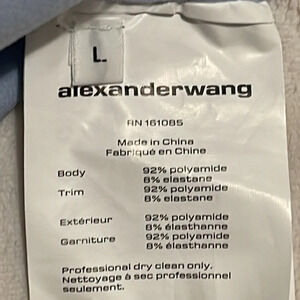 L
alexanderwang
RN 161085
Made in China
Fabriqué en Chine
Body 92% polyamide
8% elastane
Trim 92% polyamide
8% elastane
Extérieur 92% polyamide
8% élasthanne
Garniture 92% polyamide
8% élasthanne
Professional dry clean only.
Nettoyage à sec professionnel
seulement.